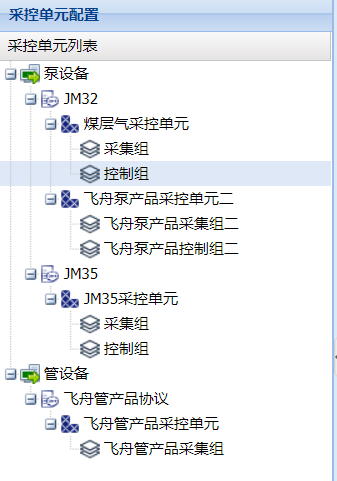 采控单元配置
采控单元列表
泵设备
JM32
煤层气采控单元
采集组
控制组
飞舟泵产品采控单元二
飞舟泵产品采集组二
飞舟泵产品控制组二
JM35
JM35采控单元
采集组
控制组
管设备
飞舟管产品协议
飞舟管产品采控单元
飞舟管产品采集组